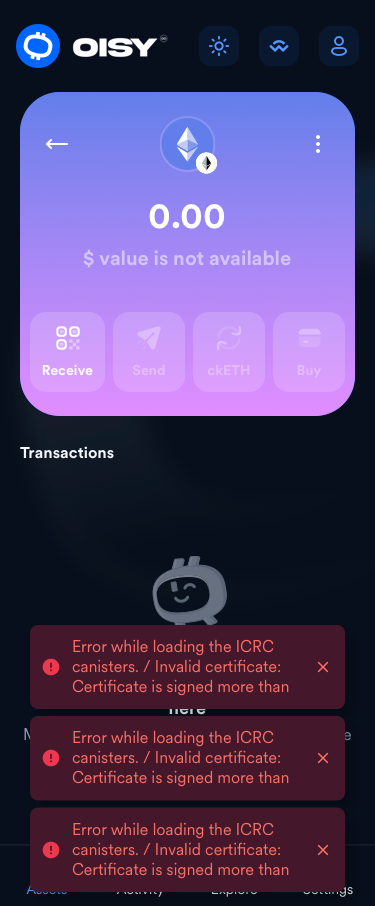 OISY
0.00
$ value is not available
Receive
Send
ckETH
Buy
Transactions
Error while loading the ICRC
canisters. / Invalid certificate:
Certificate is signed more than
here
Error while loading the ICRC
canisters. / Invalid certificate:
Certificate is signed more than
Error while loading the ICRC
canisters. / Invalid certificate:
Certificate is signed more than
Assets
Activity
Explore
Settings